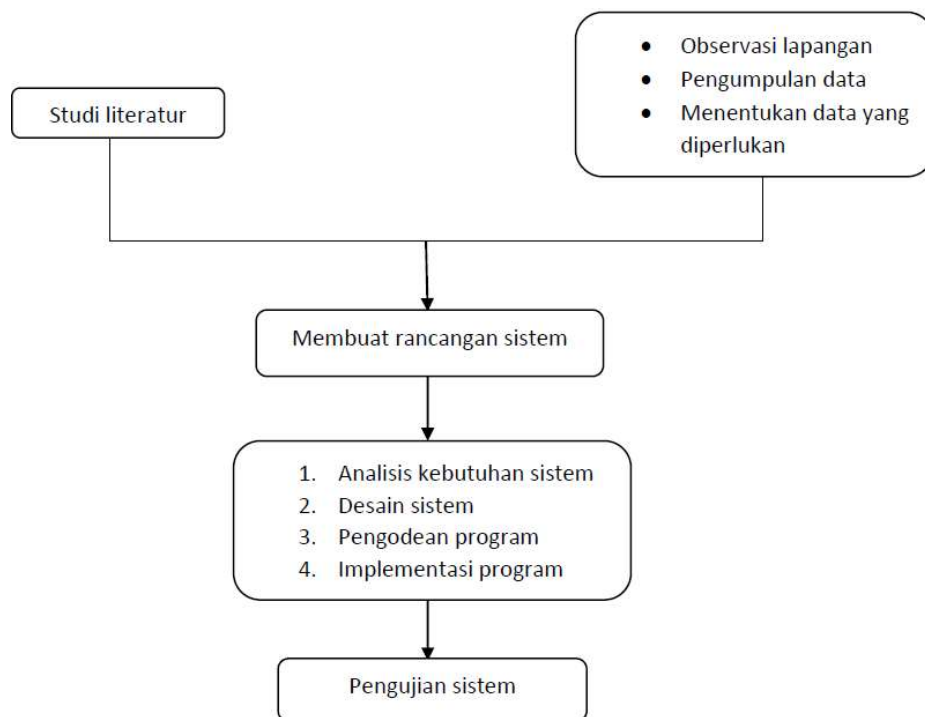 Studi literatur
• Observasi lapangan
• Pengumpulan data
• Menentukan data yang
diperlukan
Membuat rancangan sistem
1. Analisis kebutuhan sistem
2. Desain sistem
3. Pengodean program
4. Implementasi program
Pengujian sistem